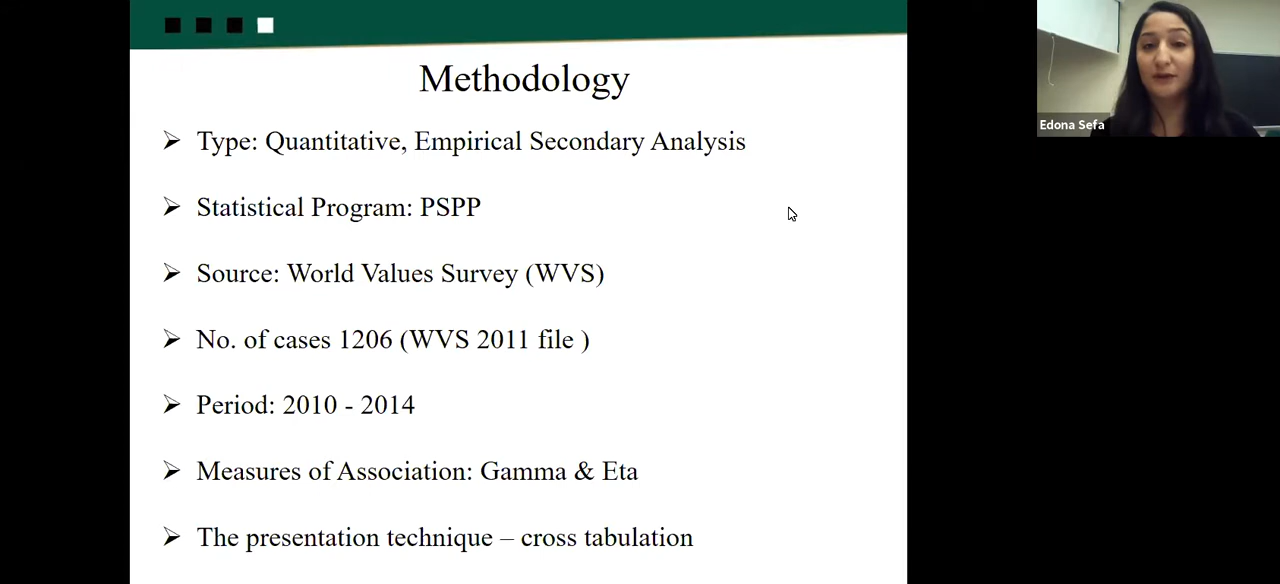 Methodology
Type: Quantitative, Empirical Secondary Analysis
Statistical Program: PSPP
Source: World Values Survey (WVS)
No. of cases 1206 (WVS 2011 file )
Period: 2010 - 2014
Measures of Association: Gamma & Eta
The presentation technique – cross tabulation
Edona Sefa